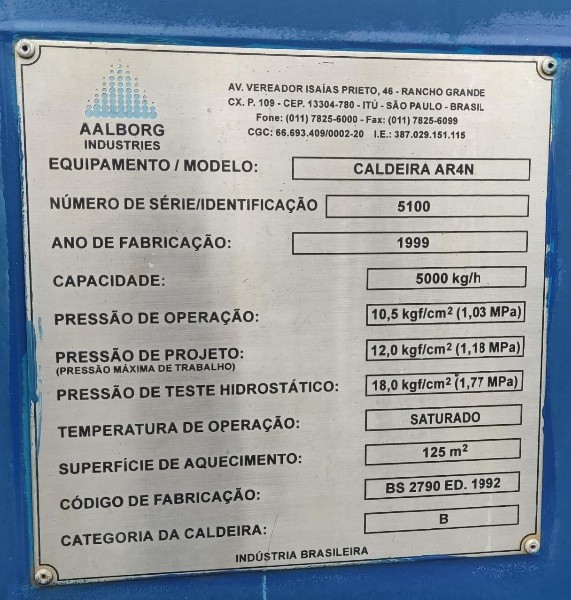 AALBORG
INDUSTRIES
AV. VEREADOR ISAÍAS PRIETO, 46 - RANCHO GRANDE
CX. P. 109 - CEP. 13304-780 - ITÚ - SÃO PAULO - BRASIL
Fone: (011) 7825-6000 - Fax: (011) 7825-6099
CGC: 66.693.409/0002-20 I.E.: 387.029.151.115
EQUIPAMENTO / MODELO: CALDEIRA AR4N
NÚMERO DE SÉRIE/IDENTIFICAÇÃO 5100
ANO DE FABRICAÇÃO: 1999
CAPACIDADE: 5000 kg/h
PRESSÃO DE OPERAÇÃO: 10,5 kgf/cm² (1,03 MPa)
PRESSÃO DE PROJETO: 12,0 kgf/cm² (1,18 MPa)
(PRESSÃO MÁXIMA DE TRABALHO)
PRESSÃO DE TESTE HIDROSTÁTICO: 18,0 kgf/cm² (1,77 MPa)
TEMPERATURA DE OPERAÇÃO: SATURADO
SUPERFÍCIE DE AQUECIMENTO: 125 m²
CÓDIGO DE FABRICAÇÃO: BS 2790 ED. 1992
CATEGORIA DA CALDEIRA: B
INDÚSTRIA BRASILEIRA